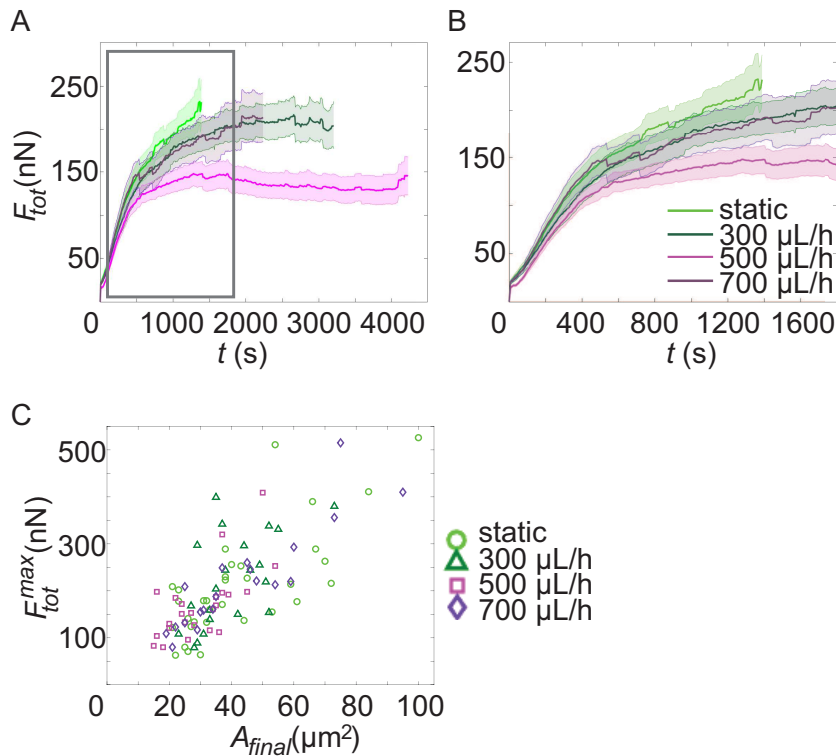 A
F_tot (nN)
250
150
50
0
1000
2000
3000
4000
t (s)
B
250
150
50
0
400
800
1200
1600
t (s)
static
300 µL/h
500 µL/h
700 µL/h
C
F_tot^max (nN)
500
300
100
0
20
40
60
80
100
A_final (µm²)
static
300 µL/h
500 µL/h
700 µL/h